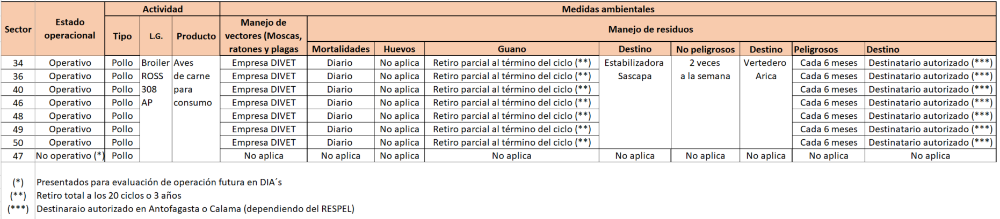 Sector Estado operacional Actividad Medidas ambientales
Tipo L.G. Producto Manejo de vectores (Moscas, ratones y plagas Manejo de residuos
Mortalidades Huevos Guano Destino No peligrosos Destino Peligrosos Destino
34 Operativo Pollo Broiler Aves Empresa DIVET Diario No aplica Retiro parcial al término del ciclo (**) Estabilizadora 2 veces Vertedero Cada 6 meses Destinatario autorizado (***)
36 Operativo Pollo ROSS de carne Empresa DIVET Diario No aplica Retiro parcial al término del ciclo (**) Sascapa a la semana Arica Cada 6 meses Destinatario autorizado (***)
40 Operativo Pollo 308 para Empresa DIVET Diario No aplica Retiro parcial al término del ciclo (**) Cada 6 meses Destinatario autorizado (***)
46 Operativo Pollo AP consumo Empresa DIVET Diario No aplica Retiro parcial al término del ciclo (**) Cada 6 meses Destinatario autorizado (***)
48 Operativo Pollo Empresa DIVET Diario No aplica Retiro parcial al término del ciclo (**) Cada 6 meses Destinatario autorizado (***)
49 Operativo Pollo Empresa DIVET Diario No aplica Retiro parcial al término del ciclo (**) Cada 6 meses Destinatario autorizado (***)
50 Operativo Pollo Empresa DIVET Diario No aplica Retiro parcial al término del ciclo (**) Cada 6 meses Destinatario autorizado (***)
47 No operativo (*) Pollo No aplica No aplica No aplica No aplica No aplica No aplica No aplica No aplica No aplica
(*) Presentados para evaluación de operación futura en DIA´s
(**) Retiro total a los 20 ciclos o 3 años
(***) Destinaraio autorizado en Antofagasta o Calama (dependiendo del RESPEL)